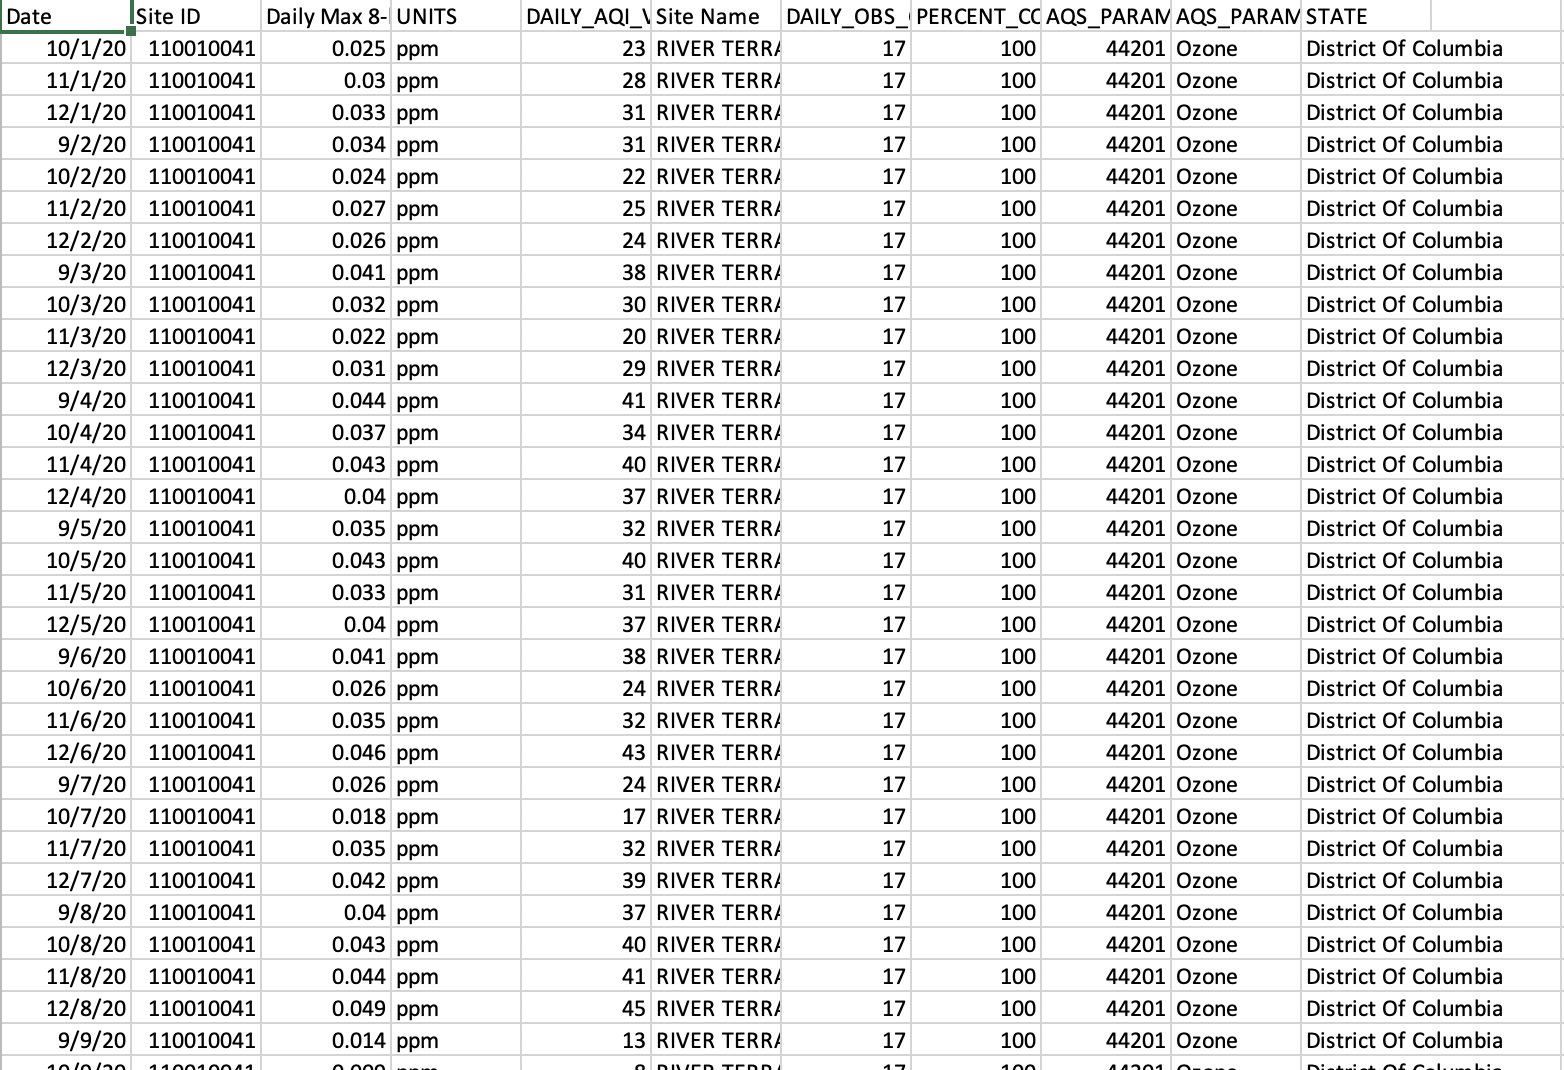 Date Site ID Daily Max 8- UNITS DAILY_AQI_V Site Name DAILY_OBS_ PERCENT_CO AQS_PARAM AQS_PARAM STATE
10/1/20 110010041 0.025 ppm 23 RIVER TERRA 17 100 44201 Ozone District Of Columbia
11/1/20 110010041 0.03 ppm 28 RIVER TERRA 17 100 44201 Ozone District Of Columbia
12/1/20 110010041 0.033 ppm 31 RIVER TERRA 17 100 44201 Ozone District Of Columbia
9/2/20 110010041 0.034 ppm 31 RIVER TERRA 17 100 44201 Ozone District Of Columbia
10/2/20 110010041 0.024 ppm 22 RIVER TERRA 17 100 44201 Ozone District Of Columbia
11/2/20 110010041 0.027 ppm 25 RIVER TERRA 17 100 44201 Ozone District Of Columbia
12/2/20 110010041 0.026 ppm 24 RIVER TERRA 17 100 44201 Ozone District Of Columbia
9/3/20 110010041 0.041 ppm 38 RIVER TERRA 17 100 44201 Ozone District Of Columbia
10/3/20 110010041 0.032 ppm 30 RIVER TERRA 17 100 44201 Ozone District Of Columbia
11/3/20 110010041 0.022 ppm 20 RIVER TERRA 17 100 44201 Ozone District Of Columbia
12/3/20 110010041 0.031 ppm 29 RIVER TERRA 17 100 44201 Ozone District Of Columbia
9/4/20 110010041 0.044 ppm 41 RIVER TERRA 17 100 44201 Ozone District Of Columbia
10/4/20 110010041 0.037 ppm 34 RIVER TERRA 17 100 44201 Ozone District Of Columbia
11/4/20 110010041 0.043 ppm 40 RIVER TERRA 17 100 44201 Ozone District Of Columbia
12/4/20 110010041 0.04 ppm 37 RIVER TERRA 17 100 44201 Ozone District Of Columbia
9/5/20 110010041 0.035 ppm 32 RIVER TERRA 17 100 44201 Ozone District Of Columbia
10/5/20 110010041 0.043 ppm 40 RIVER TERRA 17 100 44201 Ozone District Of Columbia
11/5/20 110010041 0.033 ppm 31 RIVER TERRA 17 100 44201 Ozone District Of Columbia
12/5/20 110010041 0.04 ppm 37 RIVER TERRA 17 100 44201 Ozone District Of Columbia
9/6/20 110010041 0.041 ppm 38 RIVER TERRA 17 100 44201 Ozone District Of Columbia
10/6/20 110010041 0.026 ppm 24 RIVER TERRA 17 100 44201 Ozone District Of Columbia
11/6/20 110010041 0.035 ppm 32 RIVER TERRA 17 100 44201 Ozone District Of Columbia
12/6/20 110010041 0.046 ppm 43 RIVER TERRA 17 100 44201 Ozone District Of Columbia
9/7/20 110010041 0.026 ppm 24 RIVER TERRA 17 100 44201 Ozone District Of Columbia
10/7/20 110010041 0.018 ppm 17 RIVER TERRA 17 100 44201 Ozone District Of Columbia
11/7/20 110010041 0.035 ppm 32 RIVER TERRA 17 100 44201 Ozone District Of Columbia
12/7/20 110010041 0.042 ppm 39 RIVER TERRA 17 100 44201 Ozone District Of Columbia
9/8/20 110010041 0.04 ppm 37 RIVER TERRA 17 100 44201 Ozone District Of Columbia
10/8/20 110010041 0.043 ppm 40 RIVER TERRA 17 100 44201 Ozone District Of Columbia
11/8/20 110010041 0.044 ppm 41 RIVER TERRA 17 100 44201 Ozone District Of Columbia
12/8/20 110010041 0.049 ppm 45 RIVER TERRA 17 100 44201 Ozone District Of Columbia
9/9/20 110010041 0.014 ppm 13 RIVER TERRA 17 100 44201 Ozone District Of Columbia